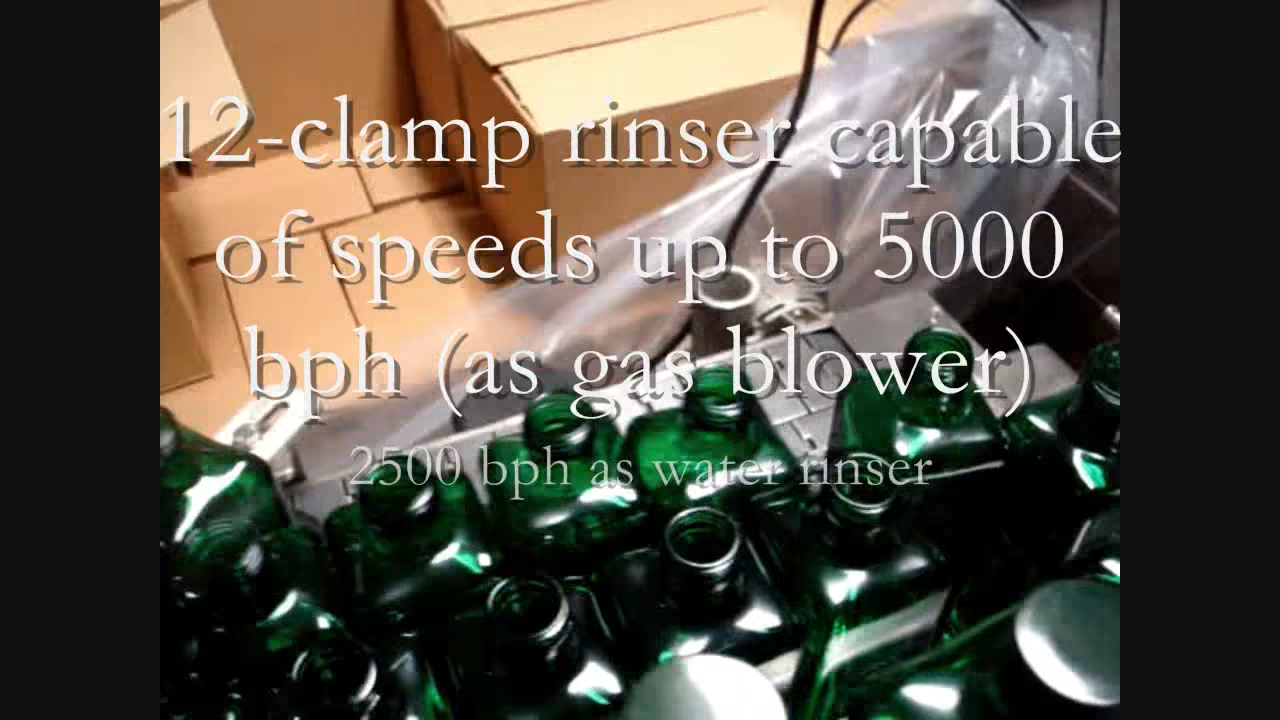 12-clamp rinser capable
of speeds up to 5000
bph (as gas blower)
2500 bph as water rinser